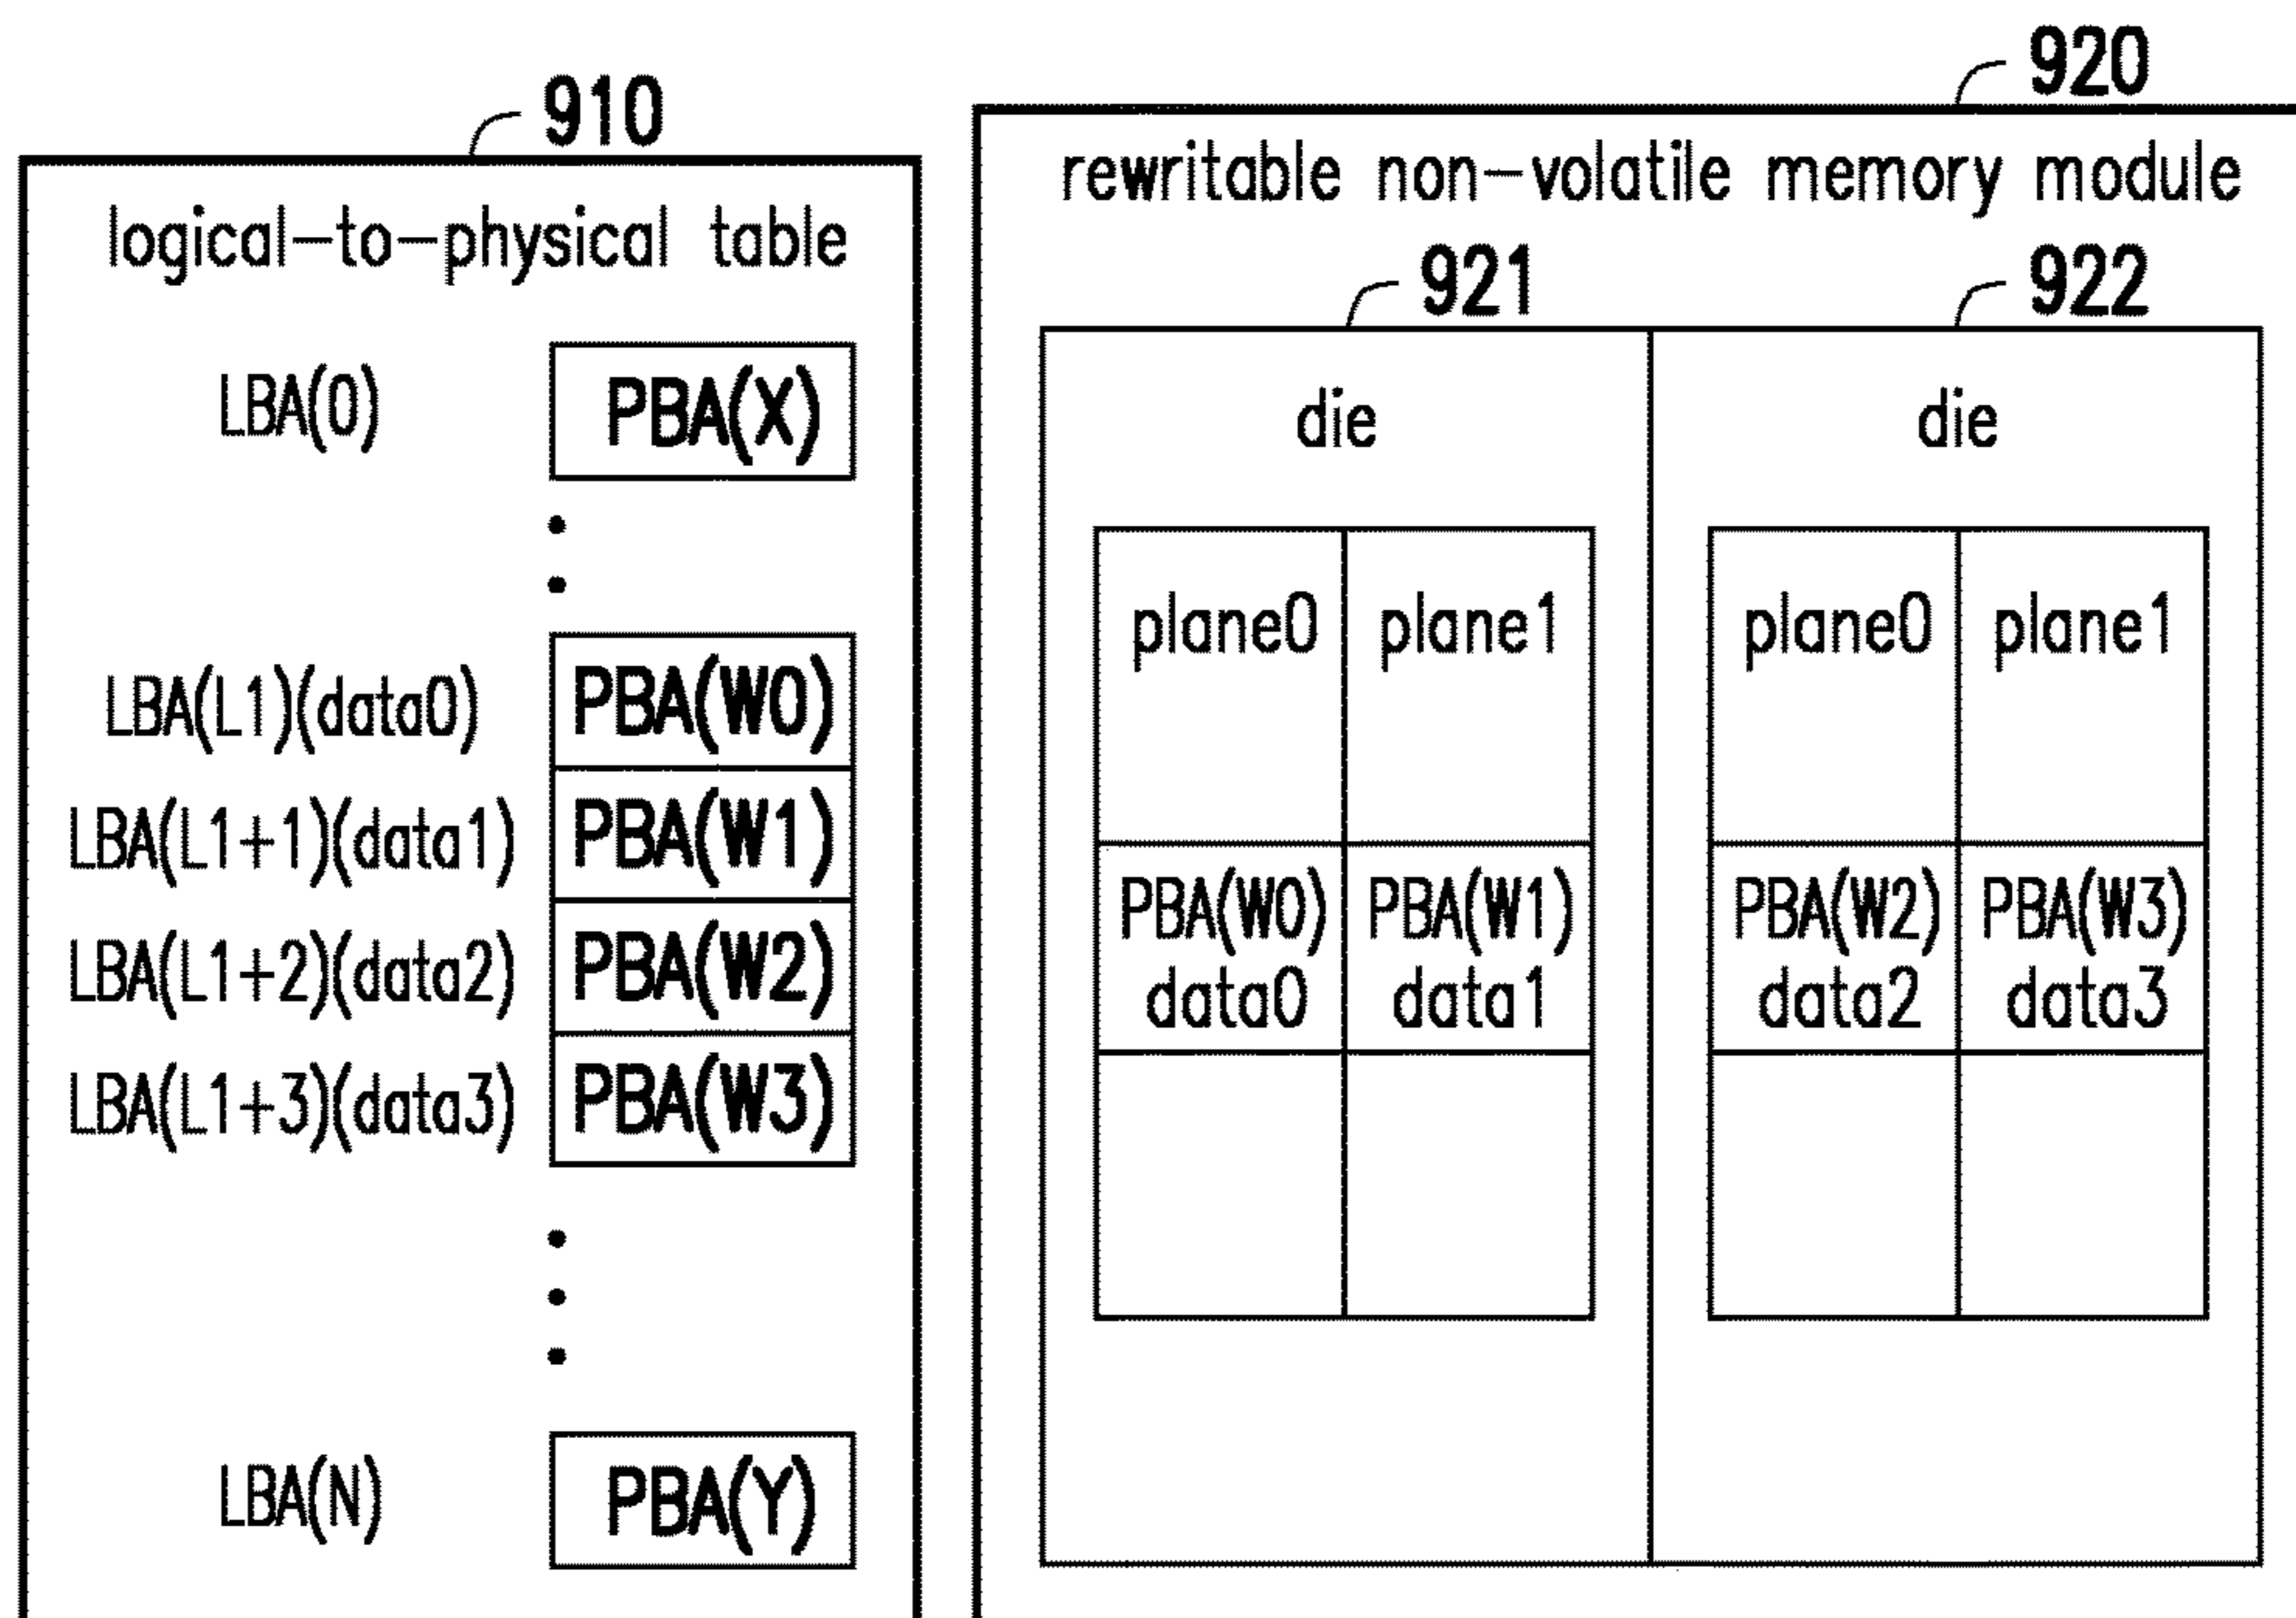 910
logical-to-physical table
LBA(0) PBA(X)
LBA(L1)(data0) PBA(W0)
LBA(L1+1)(data1) PBA(W1)
LBA(L1+2)(data2) PBA(W2)
LBA(L1+3)(data3) PBA(W3)
LBA(N) PBA(Y)
920
rewritable non-volatile memory module
921 922
die die
plane0 plane1 plane0 plane1
PBA(W0) PBA(W1) PBA(W2) PBA(W3)
data0 data1 data2 data3